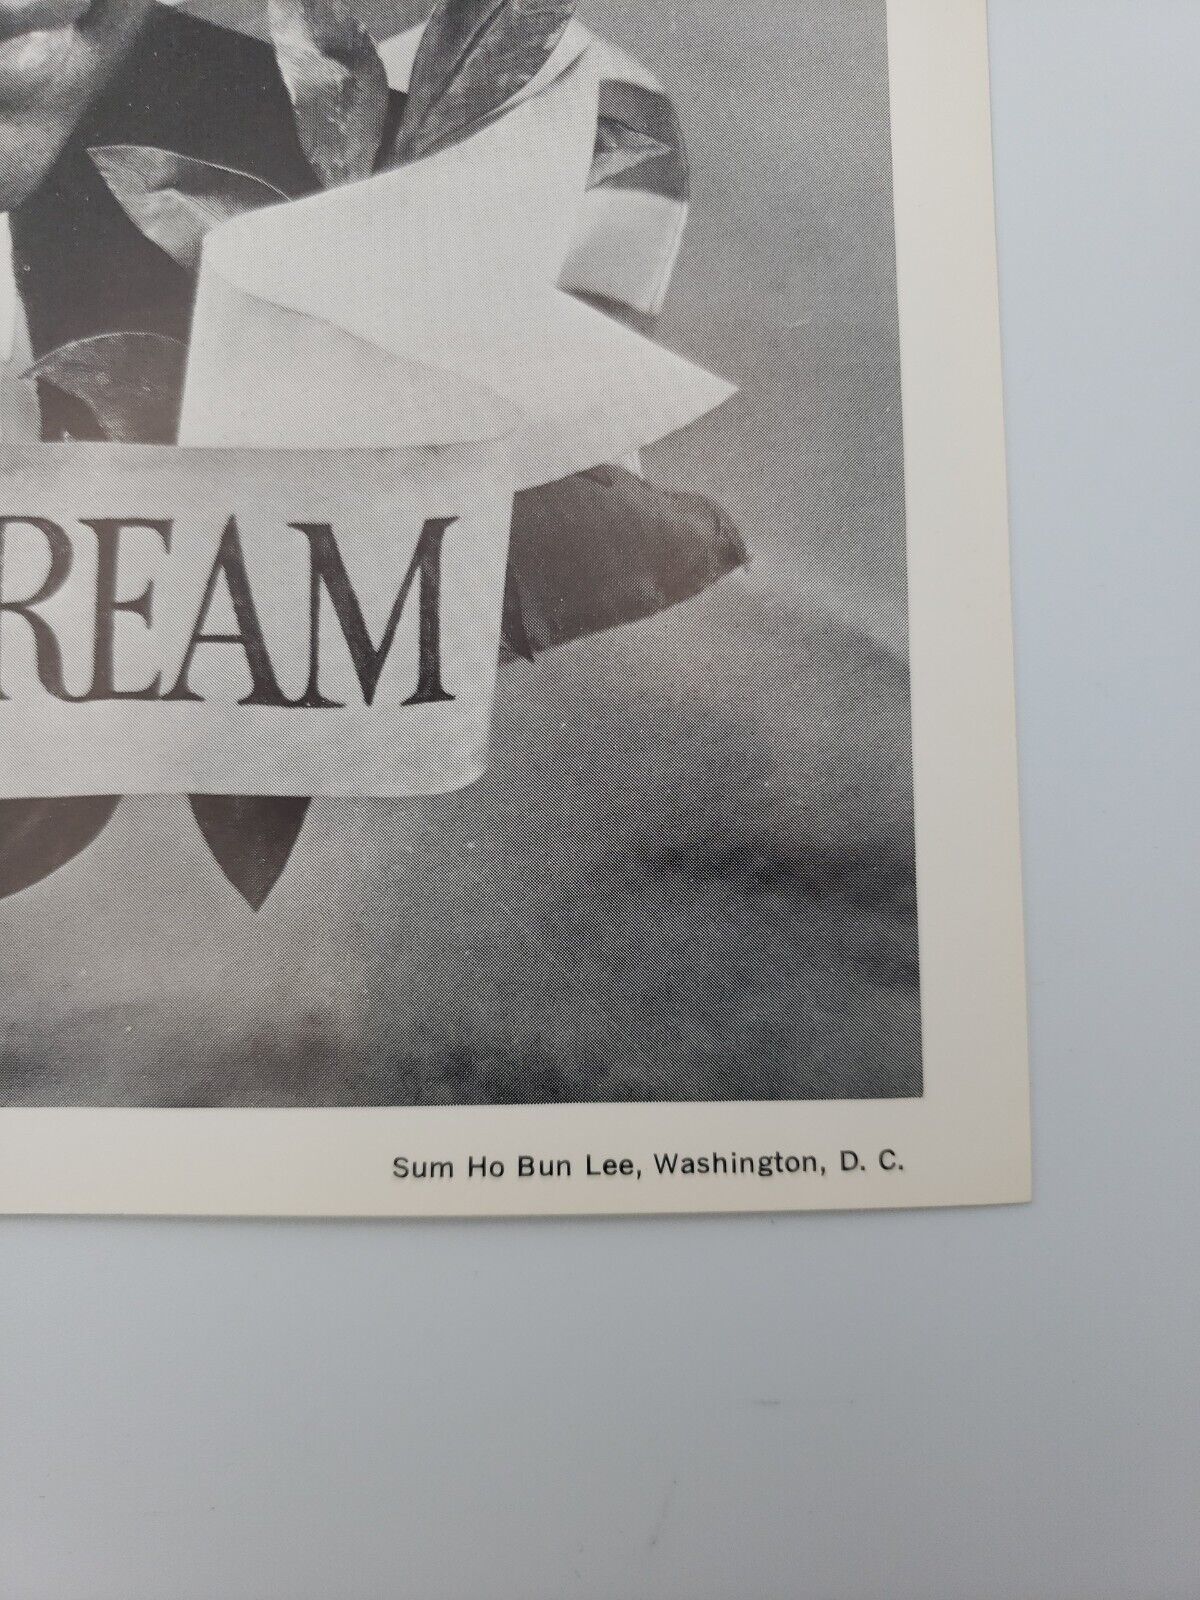 REAM
Sum Ho Bun Lee, Washington, D. C.